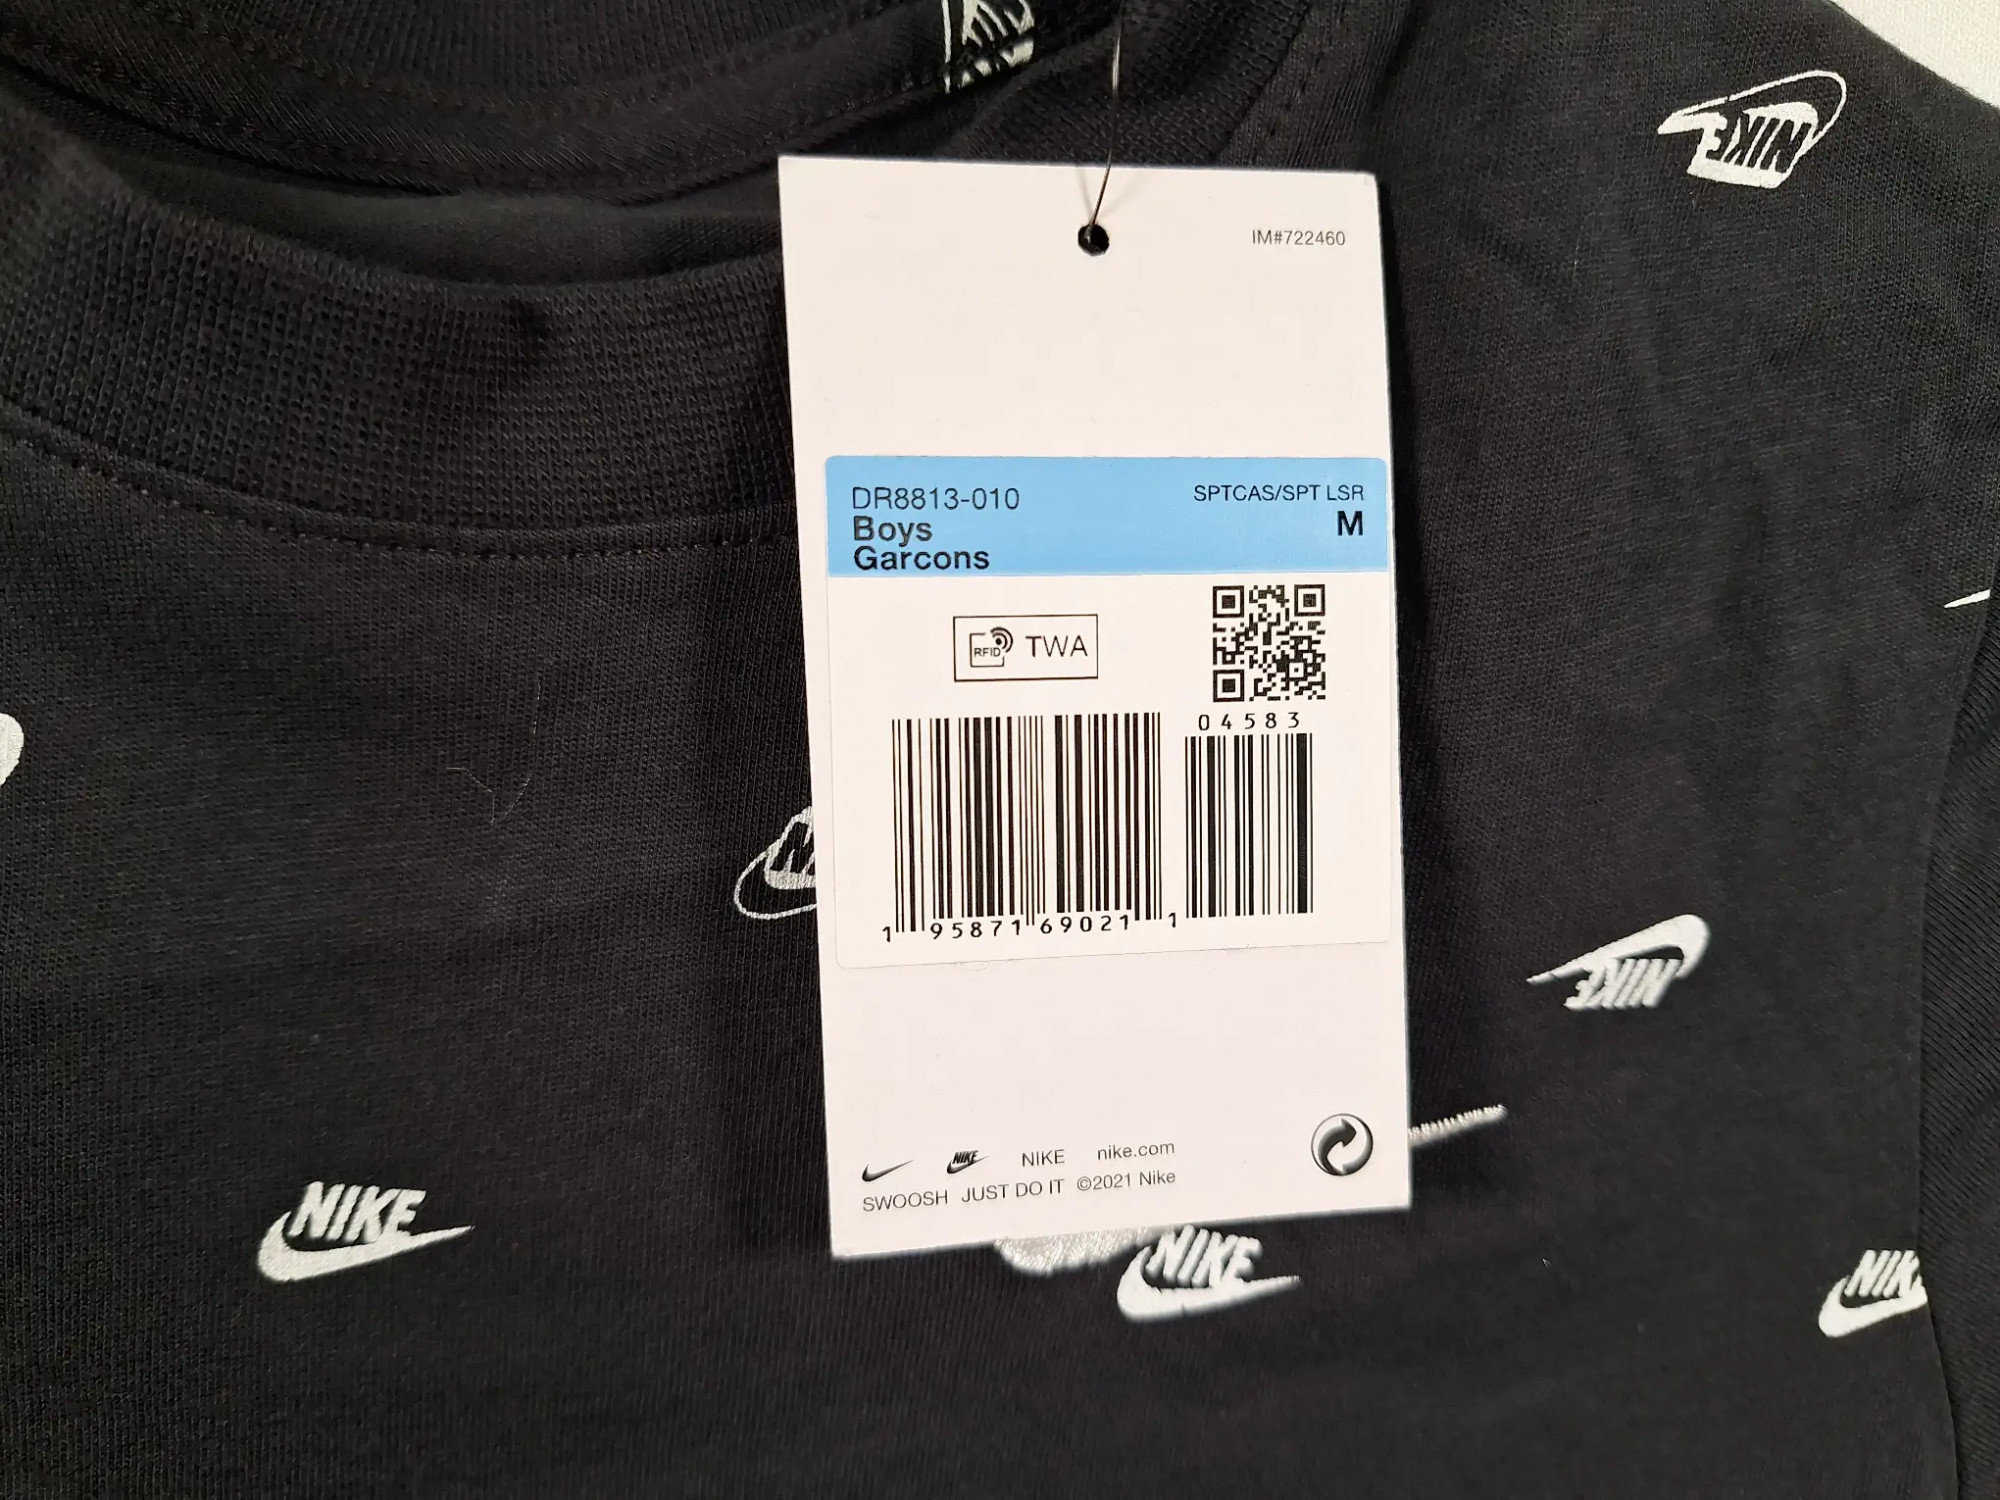 NIKE
IM#722460
DR8813-010
SPTCAS/SPT LSR
Boys
M
Garcons
RFID TWA
04583
1 95871 69021 1
NIKE
NIKE NIKE nike.com
SWOOSH JUST DO IT ©2021 Nike
NIKE
NIKE
NIK